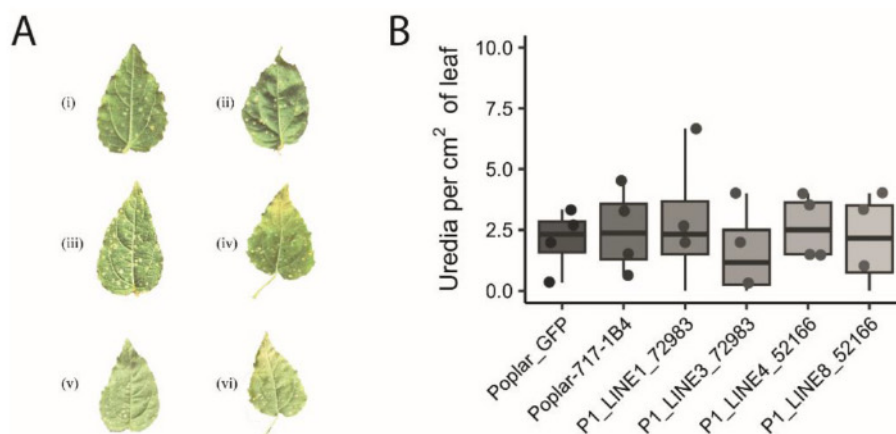 A
(i)
(ii)
(iii)
(iv)
(v)
(vi)
B
Uredia per cm² of leaf
10.0
7.5
5.0
2.5
0.0
Poplar_GFP
Poplar-717-1B4
P1_LINE1_72983
P1_LINE3_72983
P1_LINE4_52166
P1_LINE8_52166